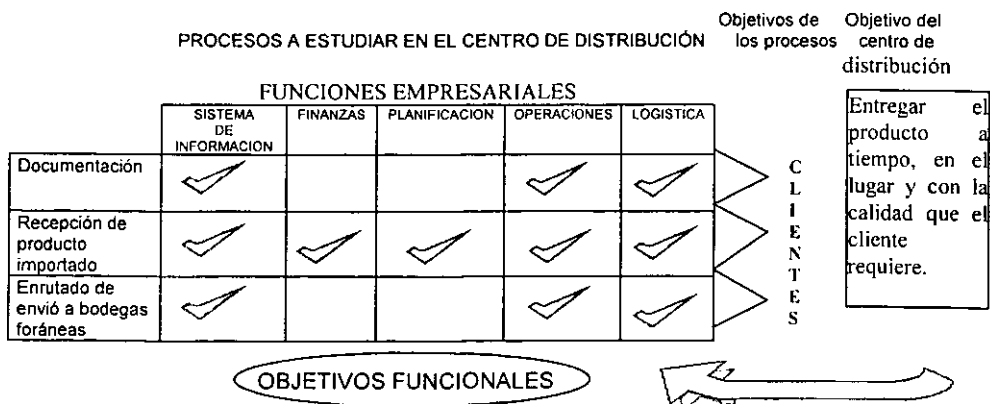 PROCESOS A ESTUDIAR EN EL CENTRO DE DISTRIBUCIÓN
Objetivos de
los procesos
Objetivo del
centro de
distribución
FUNCIONES EMPRESARIALES
SISTEMA
DE
INFORMACION
FINANZAS
PLANIFICACION
OPERACIONES
LOGISTICA
Documentación
Recepción de
producto
importado
Enrutado de
envió a bodegas
foráneas
C
L
I
E
N
T
E
S
Entregar el
producto a
tiempo, en el
lugar y con la
calidad que el
cliente
requiere.
OBJETIVOS FUNCIONALES